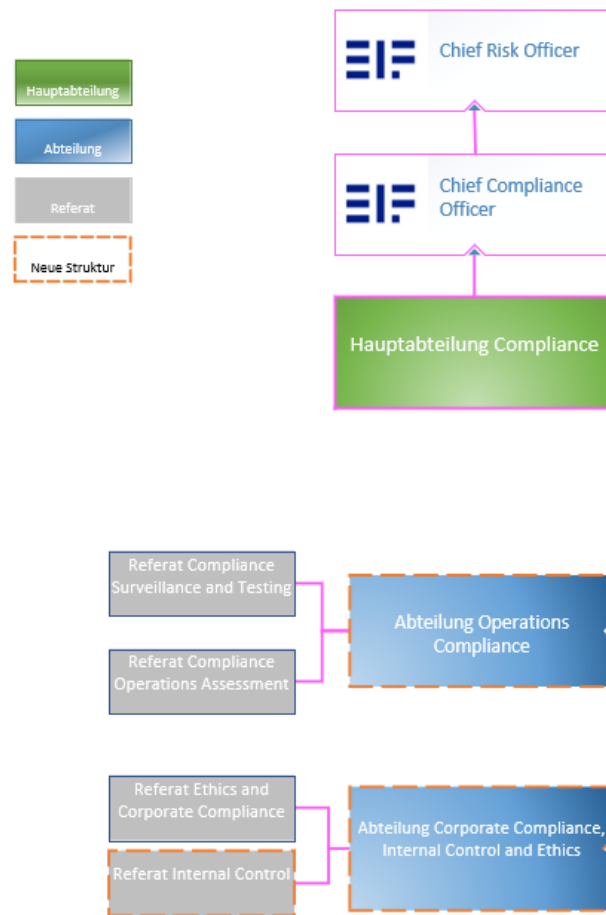 Hauptabteilung
Abteilung
Referat
Neue Struktur
EIF
Chief Risk Officer
EIF
Chief Compliance
Officer
Hauptabteilung Compliance
Referat Compliance
Surveillance and Testing
Referat Compliance
Operations Assessment
Abteilung Operations
Compliance
Referat Ethics and
Corporate Compliance
Referat Internal Control
Abteilung Corporate Compliance,
Internal Control and Ethics